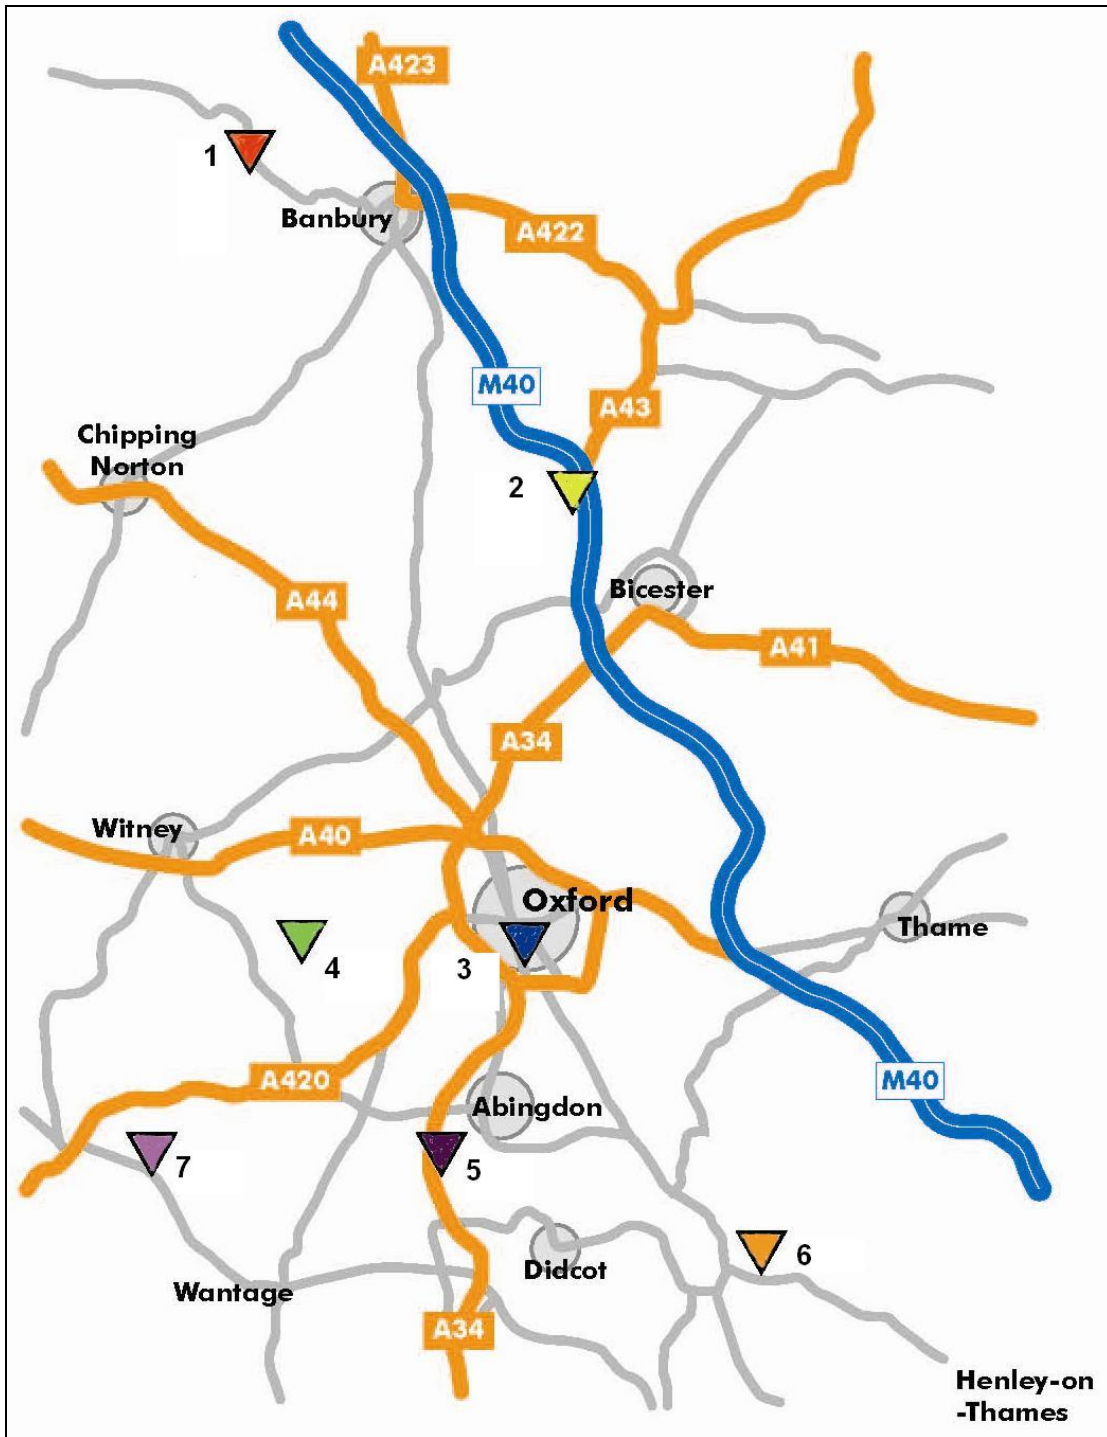 A423
1
Banbury
A422
M40
A43
Chipping
Norton
2
Bicester
A44
A41
A34
Witney
A40
Oxford
Thame
4
3
A420
M40
Abingdon
7
5
6
Didcot
Wantage
A34
Henley-on
-Thames